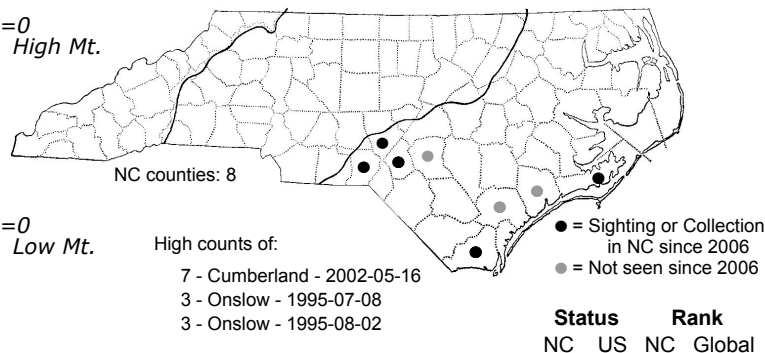 =0
High Mt.
NC counties: 8
=0
Low Mt.
High counts of:
7 - Cumberland - 2002-05-16
3 - Onslow - 1995-07-08
3 - Onslow - 1995-08-02
= Sighting or Collection
in NC since 2006
= Not seen since 2006
Status Rank
NC US NC Global